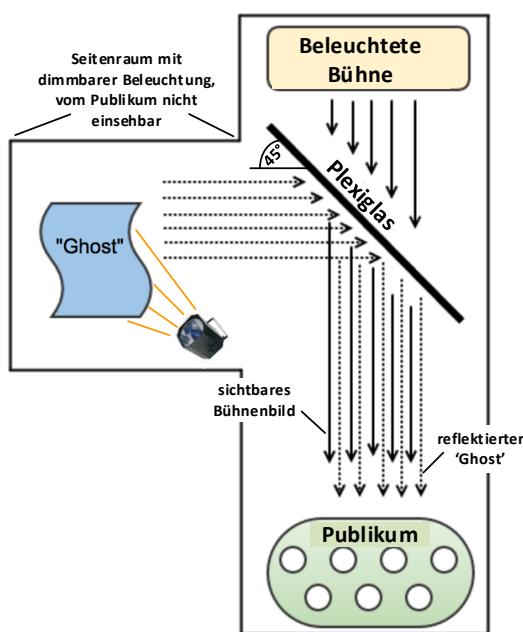 Beleuchtete
Bühne
Seitenraum mit
dimmbarer Beleuchtung,
vom Publikum nicht
einsehbar
45°
Plexiglas
"Ghost"
sichtbares
Bühnenbild
reflektierter
‘Ghost’
Publikum